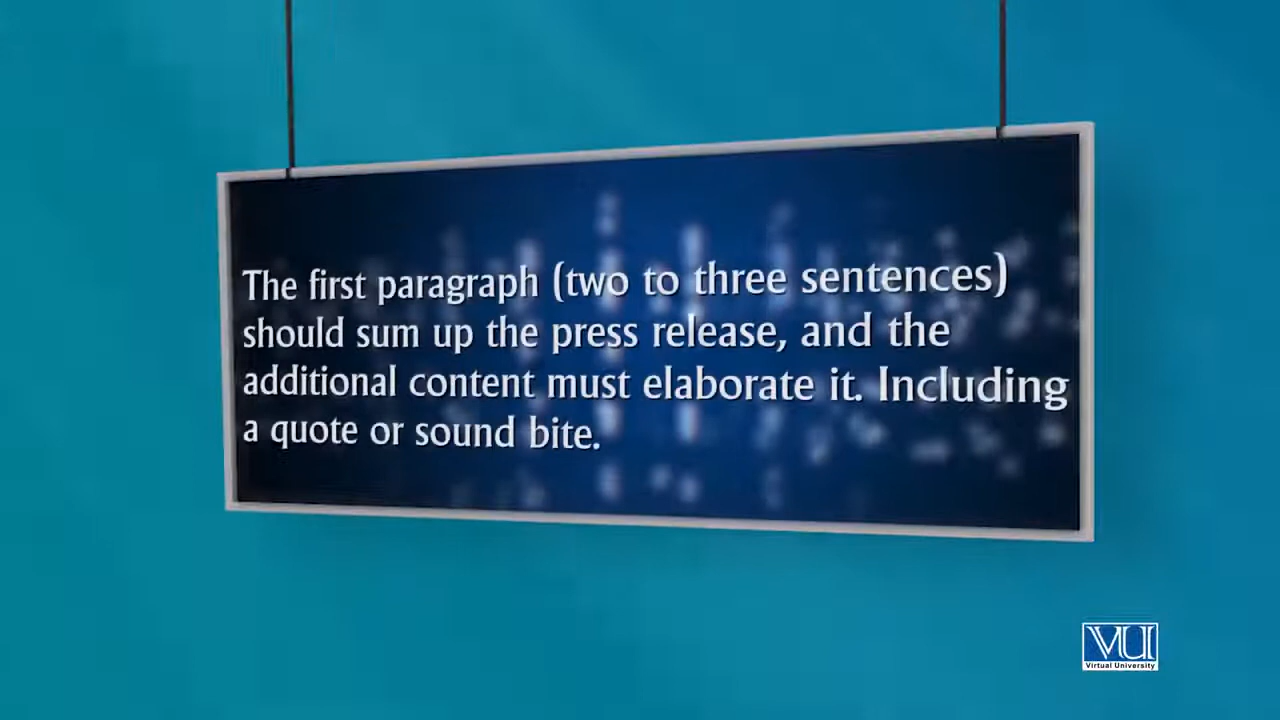 The first paragraph (two to three sentences)
should sum up the press release, and the
additional content must elaborate it. Including
a quote or sound bite.
VU
Virtual University